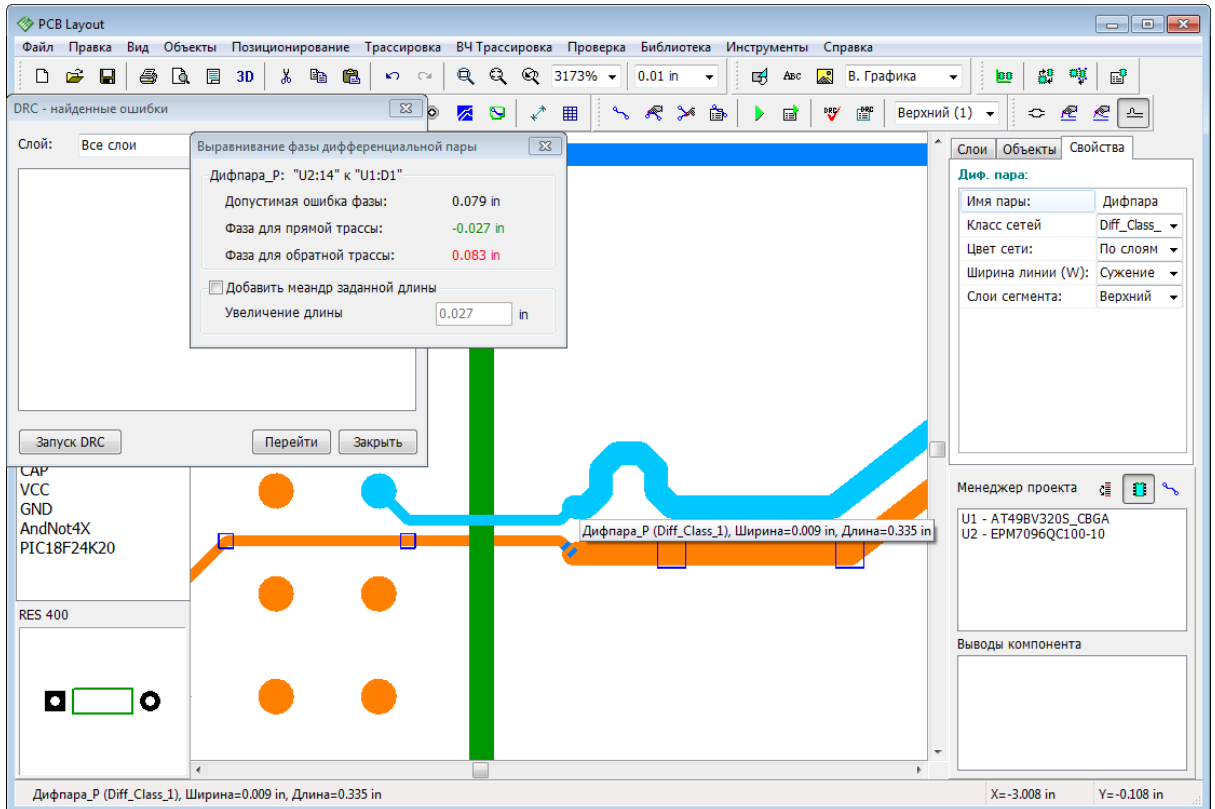 PCB Layout
Файл Правка Вид Объекты Позиционирование Трассировка ВЧ Трассировка Проверка Библиотека Инструменты Справка
3D 3173% 0.01 in ABC В. Графика
DRC - найденные ошибки
DRC DRC Верхний (1)
Слой: Все слои
Выравнивание фазы дифференциальной пары
Дифпара_P: "U2:14" к "U1:D1"
Допустимая ошибка фазы: 0.079 in
Фаза для прямой трассы: -0.027 in
Фаза для обратной трассы: 0.083 in
Добавить меандр заданной длины
Увеличение длины 0.027 in
Запуск DRC Перейти Закрыть
Слои Объекты Свойства
Диф. пара:
Имя пары: Дифпара
Класс сетей Diff_Class_
Цвет сети: По слоям
Ширина линии (W): Сужение
Слои сегмента: Верхний
CAP
VCC
GND
AndNot4X
PIC18F24K20
RES 400
Дифпара_P (Diff_Class_1), Ширина=0.009 in, Длина=0.335 in
Менеджер проекта
U1 - AT49BV320S_CBGA
U2 - EPM7096QC100-10
Выводы компонента
Дифпара_P (Diff_Class_1), Ширина=0.009 in, Длина=0.335 in
X=-3.008 in Y=-0.108 in